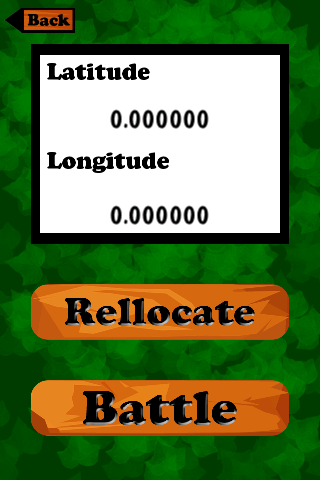 Back
Latitude
0.000000
Longitude
0.000000
Rellocate
Battle